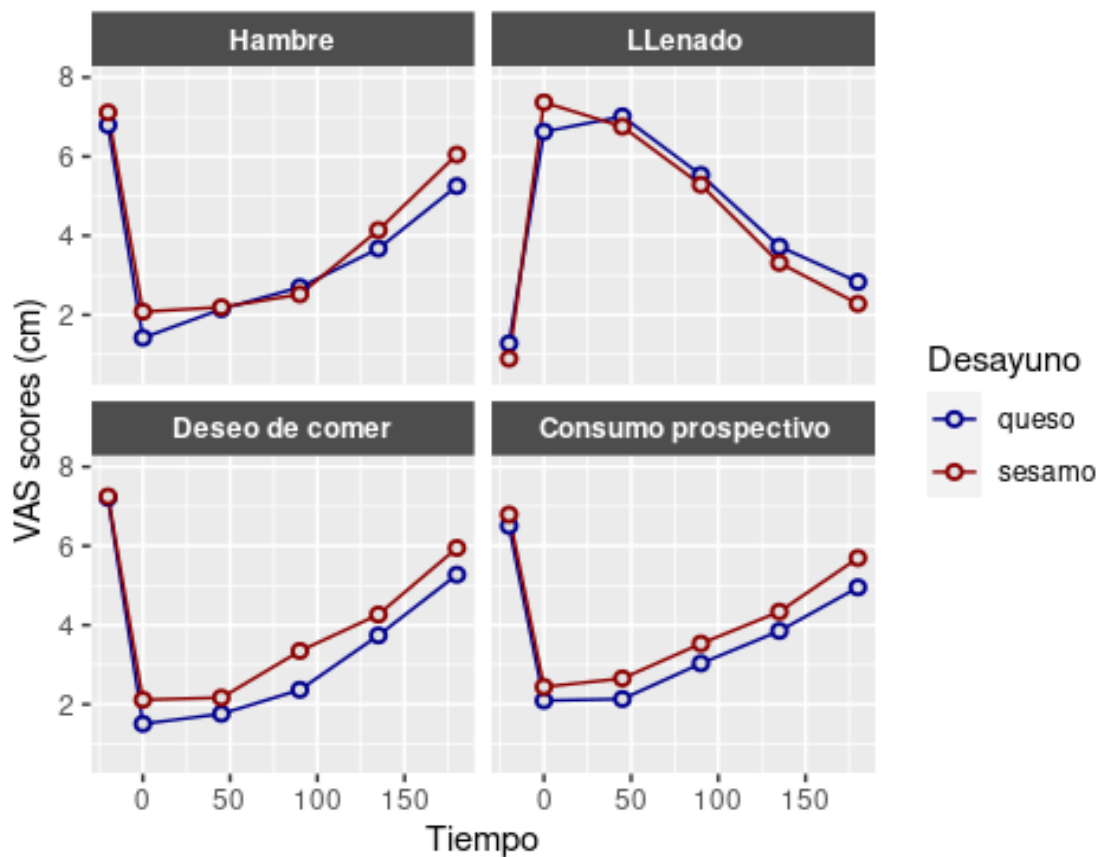 Hambre
LLenado
8
6
4
2
Deseo de comer
Consumo prospectivo
8
6
4
2
VAS scores (cm)
0 50 100 150
0 50 100 150
Tiempo
Desayuno
queso
sesamo